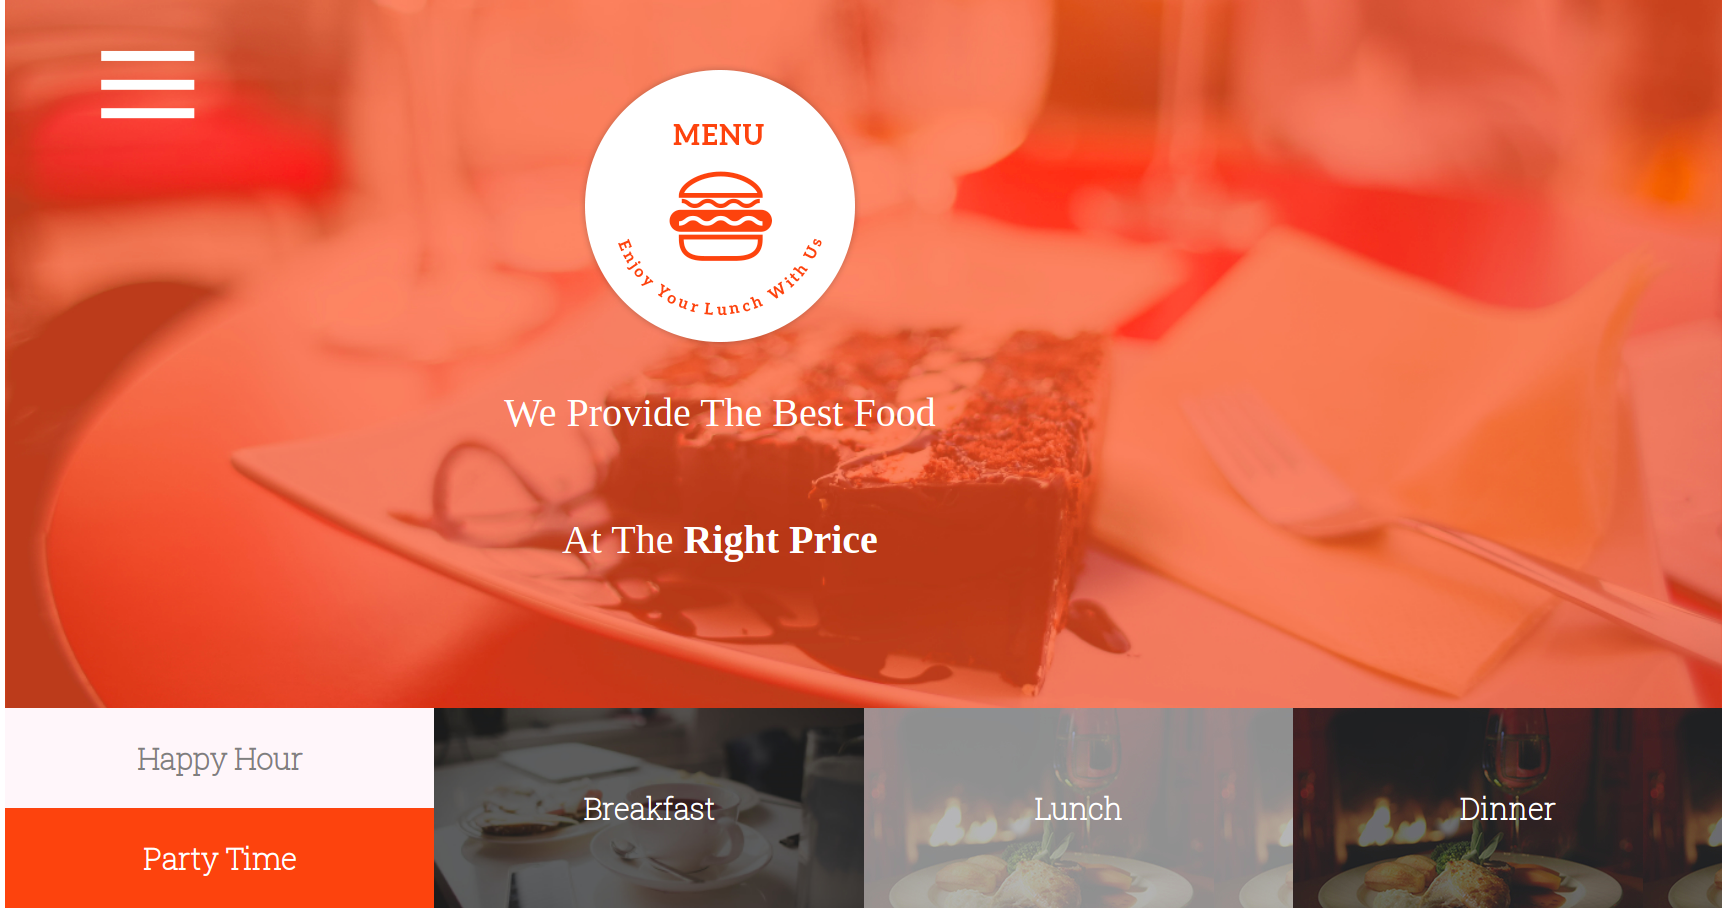 MENU
Enjoy Your Lunch With Us
We Provide The Best Food
At The Right Price
Happy Hour
Party Time
Breakfast
Lunch
Dinner